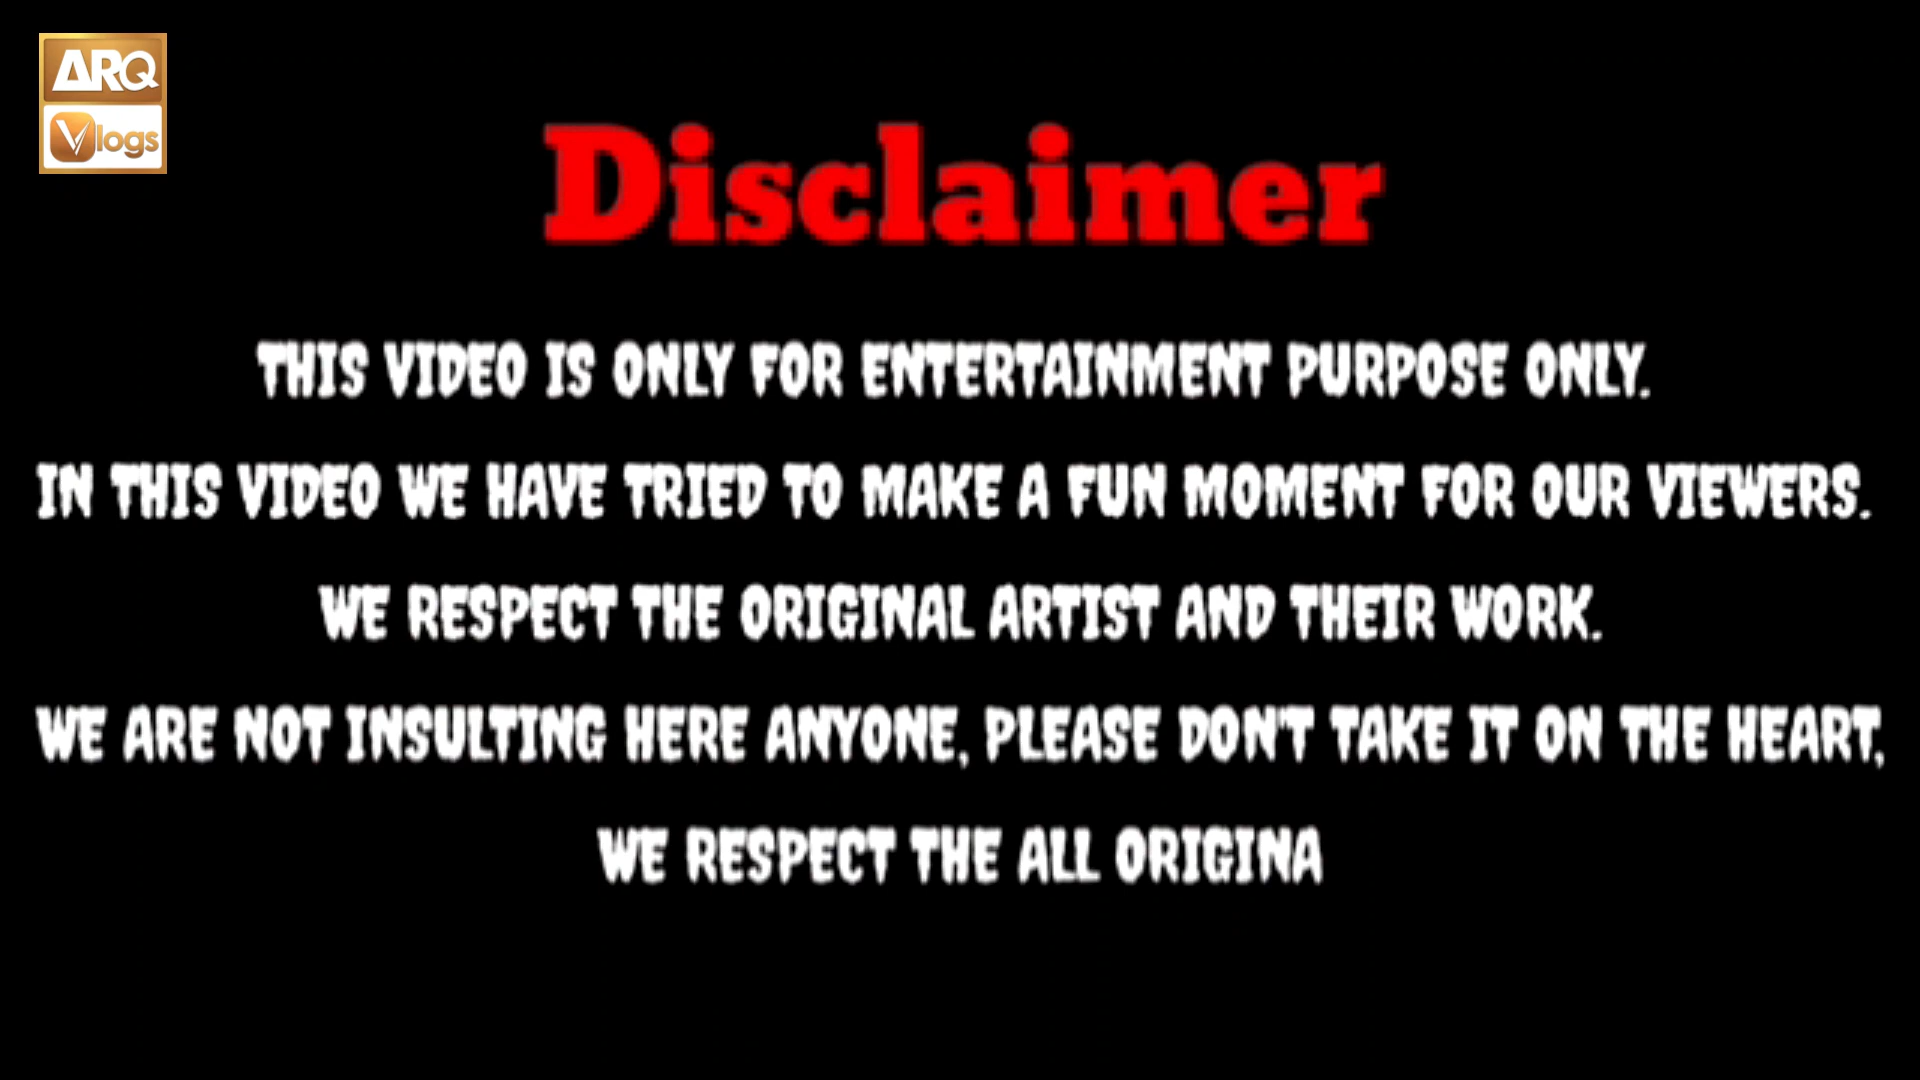 ARQ
Vlogs
Disclaimer
THIS VIDEO IS ONLY FOR ENTERTAINMENT PURPOSE ONLY.
IN THIS VIDEO WE HAVE TRIED TO MAKE A FUN MOMENT FOR OUR VIEWERS.
WE RESPECT THE ORIGINAL ARTIST AND THEIR WORK.
WE ARE NOT INSULTING HERE ANYONE, PLEASE DON'T TAKE IT ON THE HEART,
WE RESPECT THE ALL ORIGINA